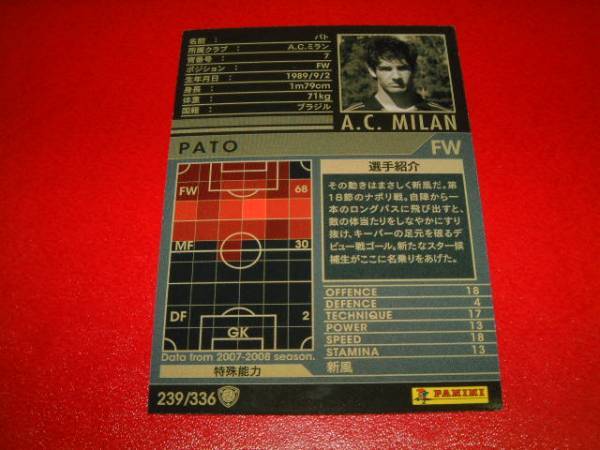 名前： パト
所属クラブ： A.C.ミラン
背番号： 7
ポジション： FW
生年月日： 1989/9/2
身長： 1m79cm
体重： 71kg
国籍： ブラジル
A.C. MILAN
PATO
FW
選手紹介
その動きはまさしく新風だ。第
18節のナポリ戦。自陣から一
本のロングパスに飛び出すと、
敵の体当たりをしなやかにすり
抜け、キーパーの足元を破るデ
ビュー戦ゴール。新たなスター候
補生がここに名乗りをあげた。
FW 68
MF 30
DF 2
GK
Data from 2007-2008 season.
特殊能力
OFFENCE 18
DEFENCE 4
TECHNIQUE 17
POWER 13
SPEED 18
STAMINA 13
新風
239/336
PANINI